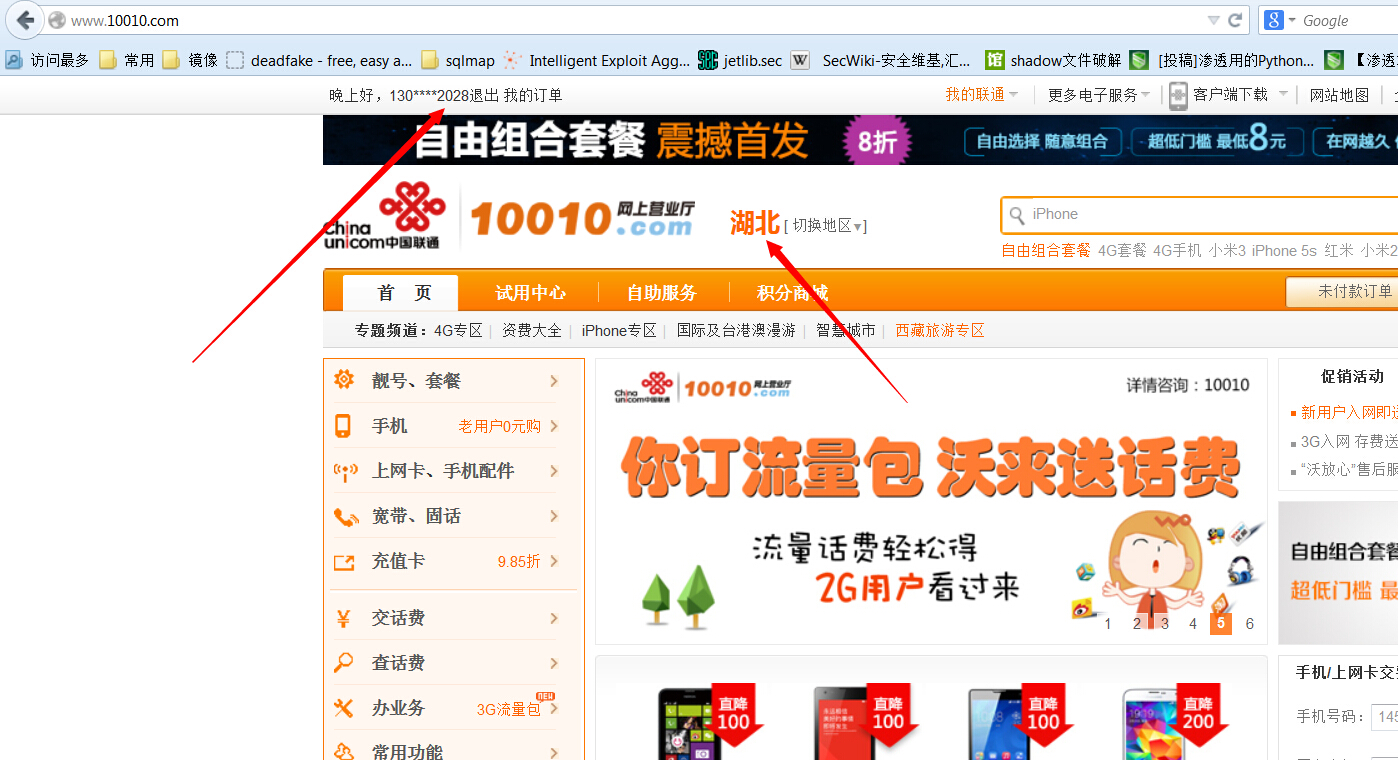 www.10010.com
Google
访问最多 常用 镜像 deadfake - free, easy a... sqlmap Intelligent Exploit Agg... jetlib.sec SecWiki-安全维基,汇... shadow文件破解 [投稿]渗透用的Python...
晚上好，130****2028退出 我的订单
我的联通 更多电子服务 客户端下载 网站地图
自由组合套餐 震撼首发 8折 自由选择 随意组合 超低门槛 最低8元 在网越久
China unicom中国联通 10010.com 网上营业厅 湖北 [ 切换地区 ]
iPhone
自由组合套餐 4G套餐 4G手机 小米3 iPhone 5s 红米 小米2
首 页 试用中心 自助服务 积分商城 未付款订单
专题频道： 4G专区 资费大全 iPhone专区 国际及台港澳漫游 智慧城市 西藏旅游专区
靓号、套餐
手机 老用户0元购
上网卡、手机配件
宽带、固话
充值卡 9.85折
交话费
查话费
办业务 3G流量包 NEW
常用功能
China unicom中国联通 10010.com 网上营业厅
详情咨询：10010
你订流量包 沃来送话费
流量话费轻松得
2G用户看过来
1 2 3 4 5 6
直降 100
直降 100
直降 100
直降 200
促销活动
新用户入网即
3G入网 存费送
“沃放心”售后服
自由组合套餐
超低门槛 最
手机/上网卡交
手机号码： 145